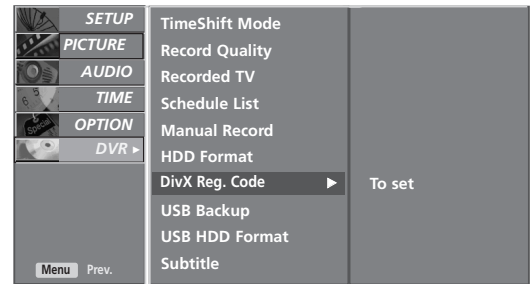 SETUP
PICTURE
AUDIO
TIME
OPTION
DVR
Menu Prev.
TimeShift Mode
Record Quality
Recorded TV
Schedule List
Manual Record
HDD Format
DivX Reg. Code
USB Backup
USB HDD Format
Subtitle
To set